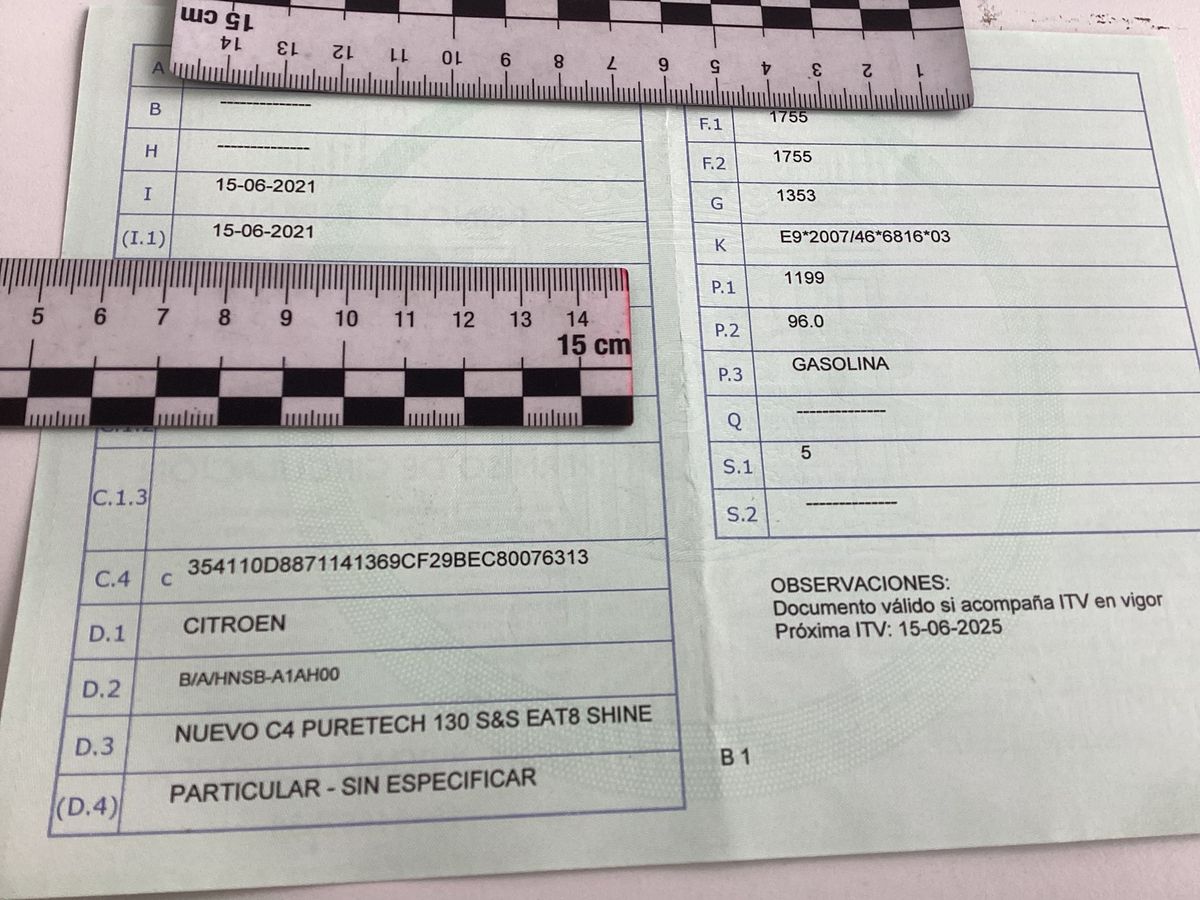 15 cm
14 13 12 11 10 9 8 7 6 5 4 3 2 1
A
B --------------
H --------------
I 15-06-2021
(I.1) 15-06-2021
5 6 7 8 9 10 11 12 13 14
15 cm
C.1.2
C.1.3
C.4 c 354110D8871141369CF29BEC80076313
D.1 CITROEN
D.2 B/A/HNSB-A1AH00
D.3 NUEVO C4 PURETECH 130 S&S EAT8 SHINE
(D.4) PARTICULAR - SIN ESPECIFICAR
F.1 1755
F.2 1755
G 1353
K E9*2007/46*6816*03
P.1 1199
P.2 96.0
P.3 GASOLINA
Q --------------
S.1 5
S.2 --------------
OBSERVACIONES:
Documento válido si acompaña ITV en vigor
Próxima ITV: 15-06-2025
B 1